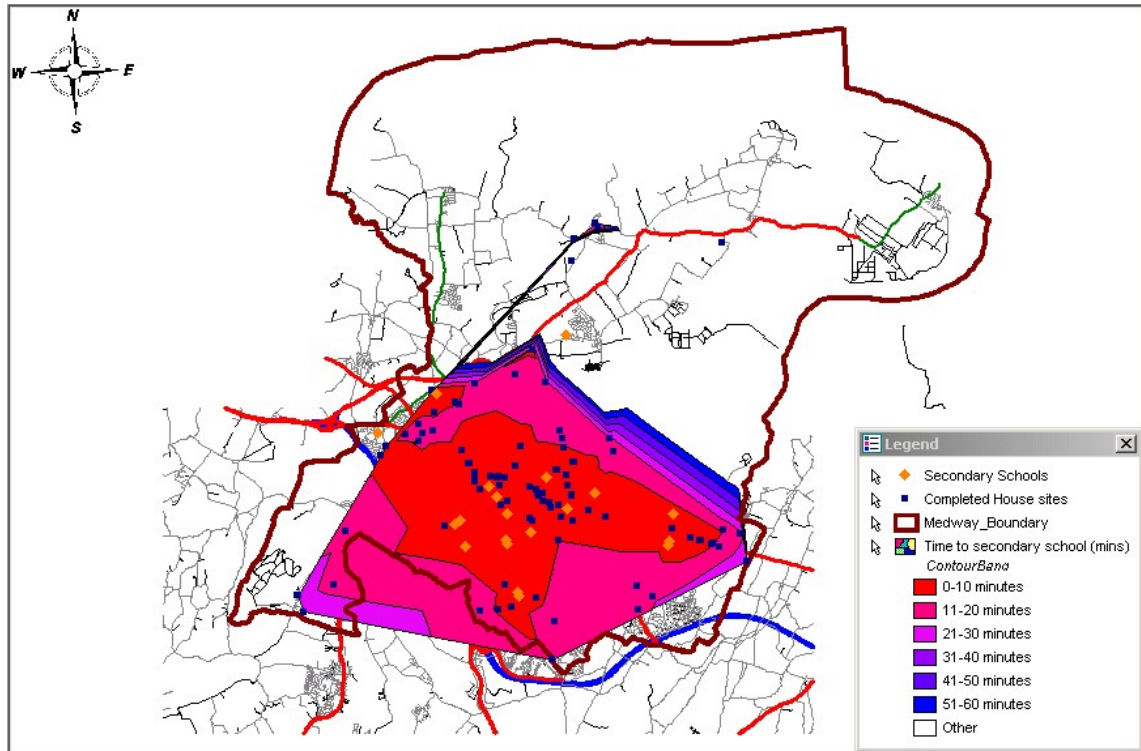 N
W E
S
Legend
Secondary Schools
Completed House sites
Medway_Boundary
Time to secondary school (mins)
ContourBand
0-10 minutes
11-20 minutes
21-30 minutes
31-40 minutes
41-50 minutes
51-60 minutes
Other